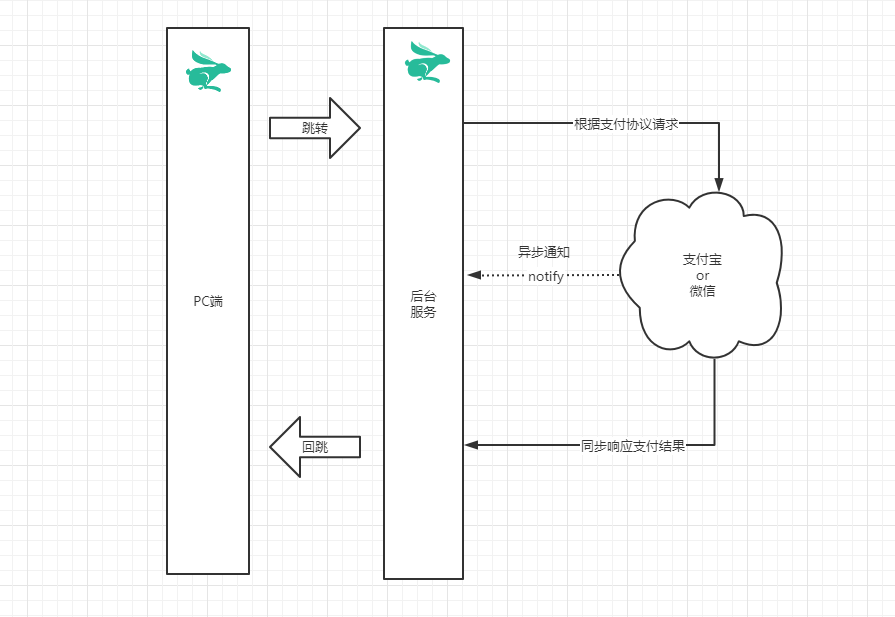 跳转
根据支付协议请求
异步通知
notify
支付宝
or
微信
PC端
后台
服务
回跳
同步响应支付结果